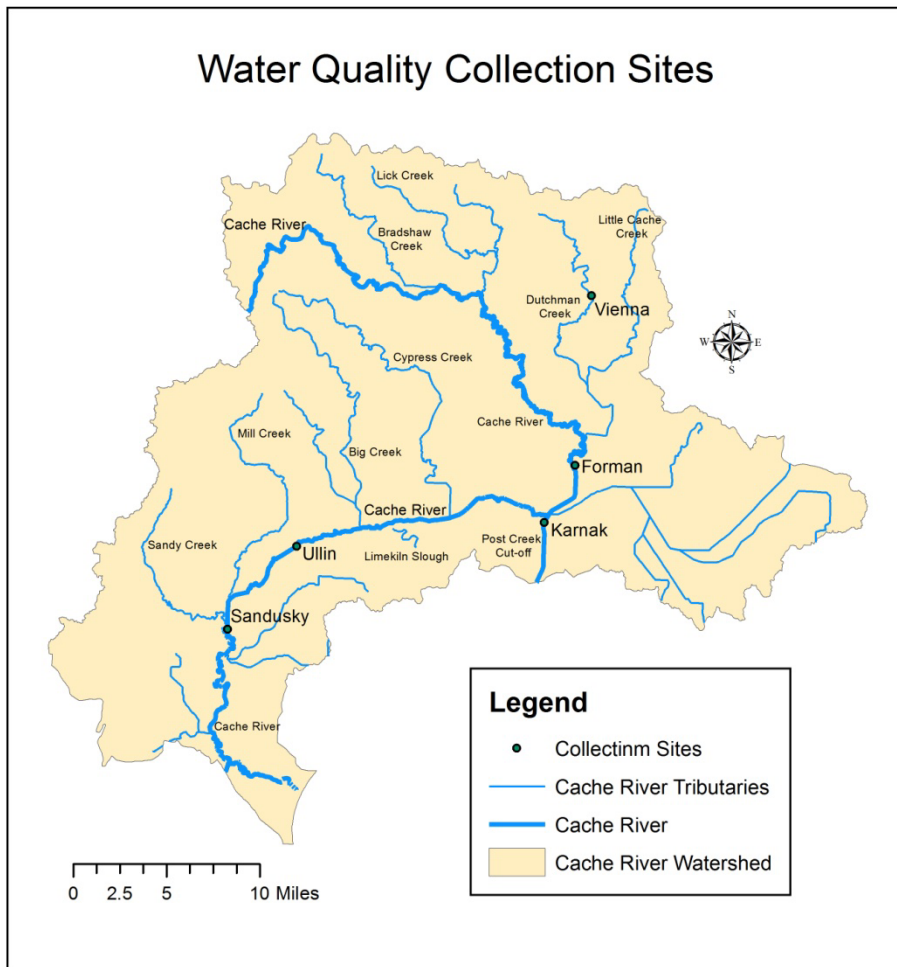 Water Quality Collection Sites
Lick Creek
Cache River
Bradshaw
Creek
Little Cache
Creek
Dutchman
Creek
Vienna
N
W E
S
Cypress Creek
Cache River
Mill Creek
Big Creek
Forman
Cache River
Sandy Creek
Ullin
Limekiln Slough
Post Creek
Cut-off
Karnak
Sandusky
Cache River
Legend
Collectinm Sites
Cache River Tributaries
Cache River
Cache River Watershed
0 2.5 5 10 Miles